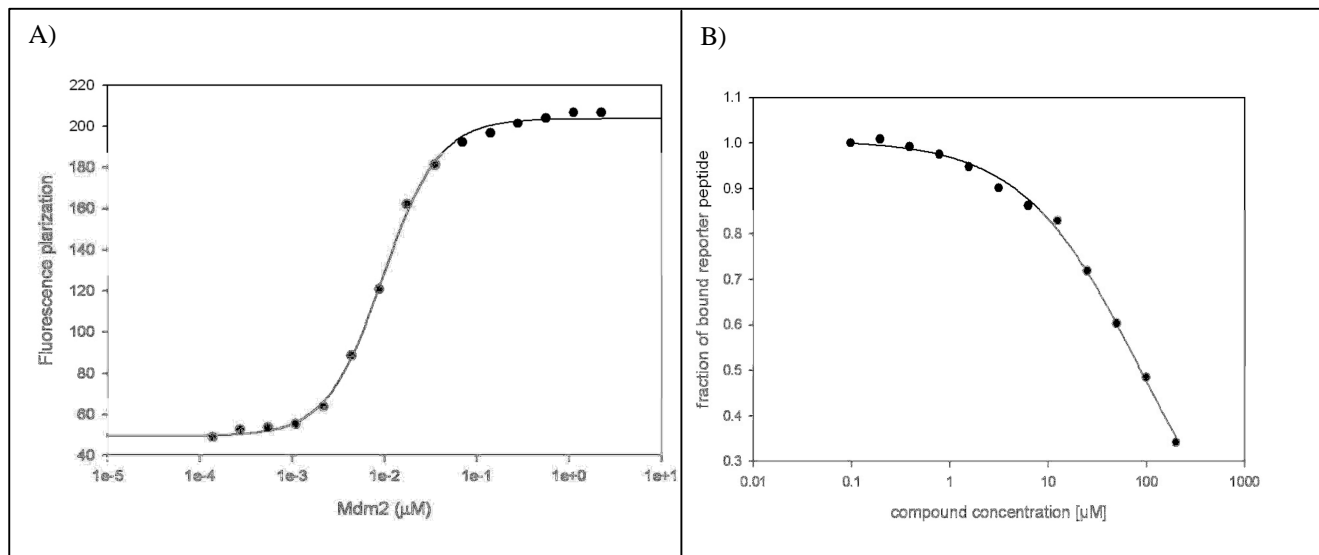 A)
220
200
180
160
140
120
100
80
60
40
1e-5 1e-4 1e-3 1e-2 1e-1 1e+0 1e+1
Fluorescence plarization
Mdm2 (µM)
B)
1.1
1.0
0.9
0.8
0.7
0.6
0.5
0.4
0.3
0.01 0.1 1 10 100 1000
fraction of bound reporter peptide
compound concentration [µM]